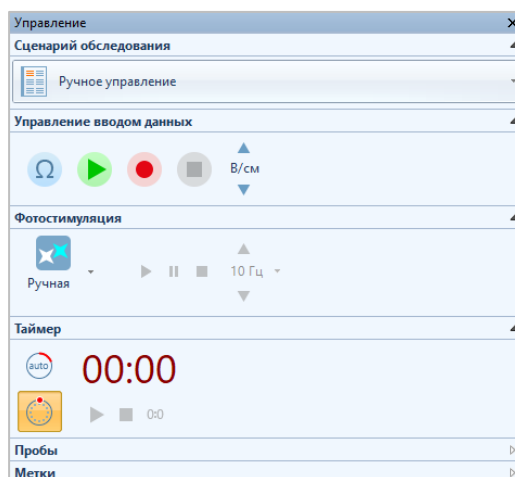 Управление
Сценарий обследования
Ручное управление
Управление вводом данных
Ω
В/см
Фотостимуляция
Ручная
10 Гц
Таймер
auto
00:00
0:0
Пробы
Метки